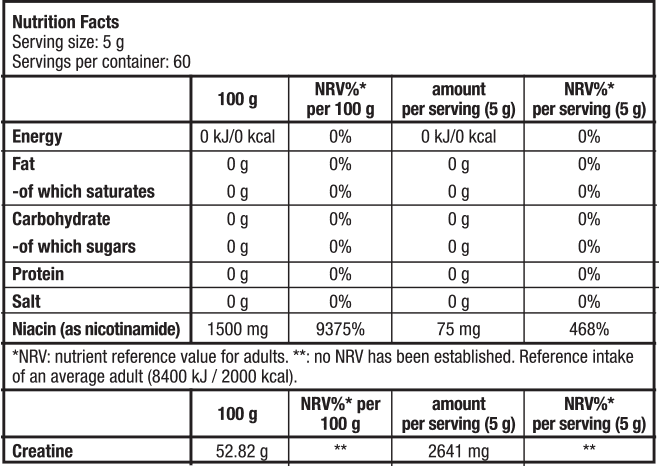 Nutrition Facts
Serving size: 5 g
Servings per container: 60
100 g NRV%* per 100 g amount per serving (5 g) NRV%* per serving (5 g)
Energy 0 kJ/0 kcal 0% 0 kJ/0 kcal 0%
Fat 0 g 0% 0 g 0%
-of which saturates 0 g 0% 0 g 0%
Carbohydrate 0 g 0% 0 g 0%
-of which sugars 0 g 0% 0 g 0%
Protein 0 g 0% 0 g 0%
Salt 0 g 0% 0 g 0%
Niacin (as nicotinamide) 1500 mg 9375% 75 mg 468%
*NRV: nutrient reference value for adults. **: no NRV has been established. Reference intake
of an average adult (8400 kJ / 2000 kcal).
100 g NRV%* per 100 g amount per serving (5 g) NRV%* per serving (5 g)
Creatine 52.82 g ** 2641 mg **